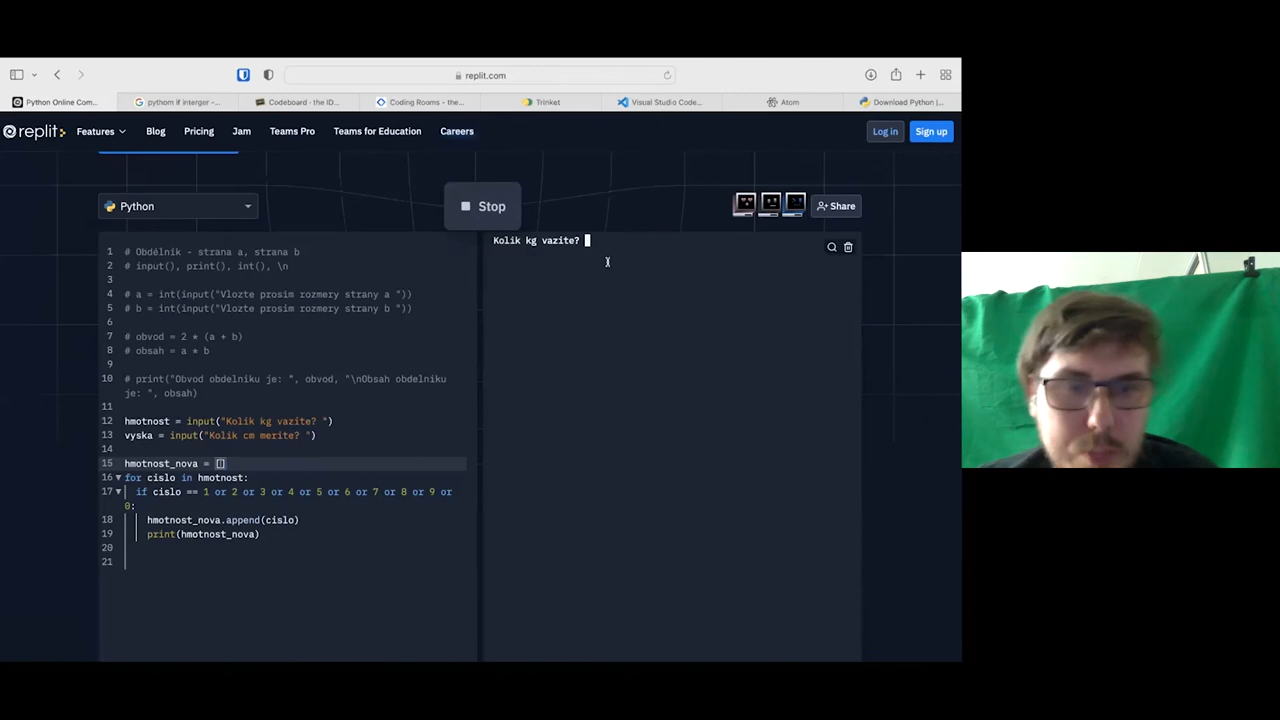 replit.com
Python Online Com...
pythom if interger -...
Codeboard - the ID...
Coding Rooms - the...
Trinket
Visual Studio Code...
Atom
Download Python |...
replit
Features
Blog
Pricing
Jam
Teams Pro
Teams for Education
Careers
Log in
Sign up
Python
Stop
Share
1 # Obdélník - strana a, strana b
2 # input(), print(), int(), \n
3
4 # a = int(input("Vlozte prosim rozmery strany a "))
5 # b = int(input("Vlozte prosim rozmery strany b "))
6
7 # obvod = 2 * (a + b)
8 # obsah = a * b
9
10 # print("Obvod obdelniku je: ", obvod, "\nObsah obdelniku
je: ", obsah)
11
12 hmotnost = input("Kolik kg vazite? ")
13 vyska = input("Kolik cm merite? ")
14
15 hmotnost_nova = []
16 for cislo in hmotnost:
17 if cislo == 1 or 2 or 3 or 4 or 5 or 6 or 7 or 8 or 9 or
0:
18 hmotnost_nova.append(cislo)
19 print(hmotnost_nova)
20
21
Kolik kg vazite?